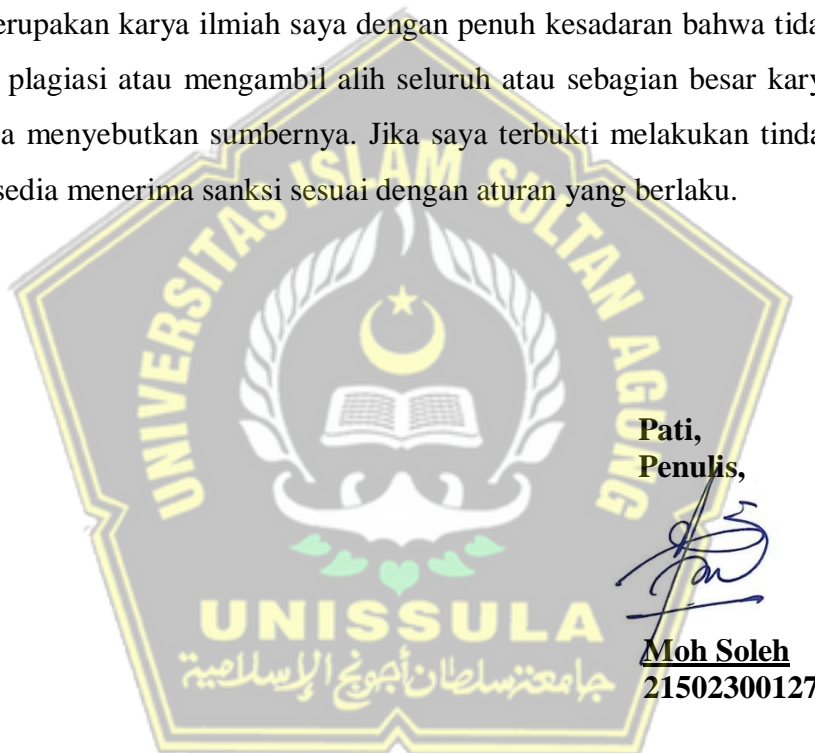 erupakan karya ilmiah saya dengan penuh kesadaran bahwa tida
plagiasi atau mengambil alih seluruh atau sebagian besar kary
a menyebutkan sumbernya. Jika saya terbukti melakukan tinda
sedia menerima sanksi sesuai dengan aturan yang berlaku.
UNIVERSITAS ISLAM SULTAN AGUNG
Pati,
Penulis,
UNISSULA
جامعة سلطان أجونج الإسلامية
Moh Soleh
21502300127